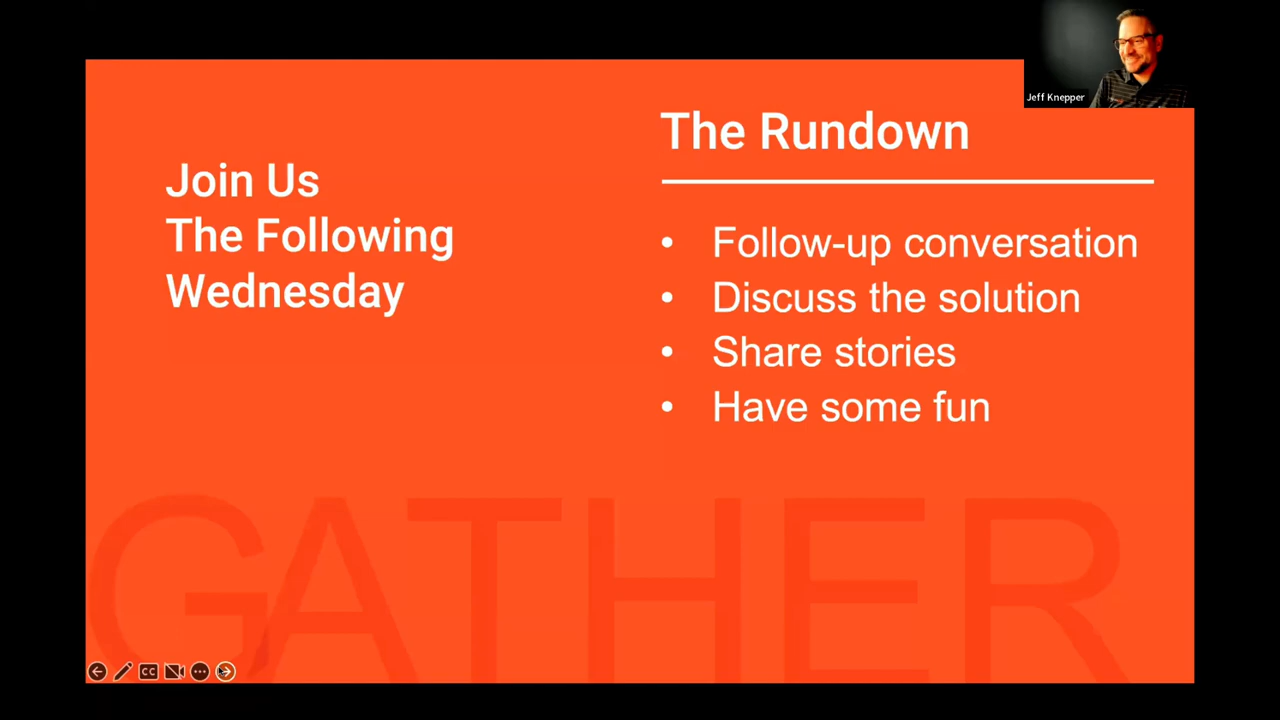 Jeff Knepper
Join Us
The Following
Wednesday
The Rundown
• Follow-up conversation
• Discuss the solution
• Share stories
• Have some fun
GATHER
CC